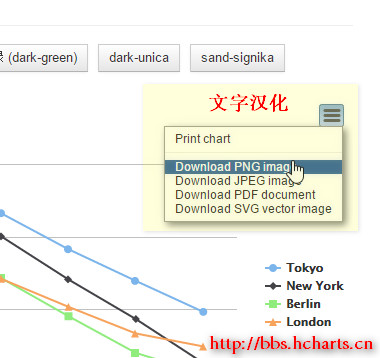 (dark-green)
dark-unica
sand-signika
文字汉化
Print chart
Download PNG image
Download JPEG image
Download PDF document
Download SVG vector image
Tokyo
New York
Berlin
London
http://bbs.hcharts.cn